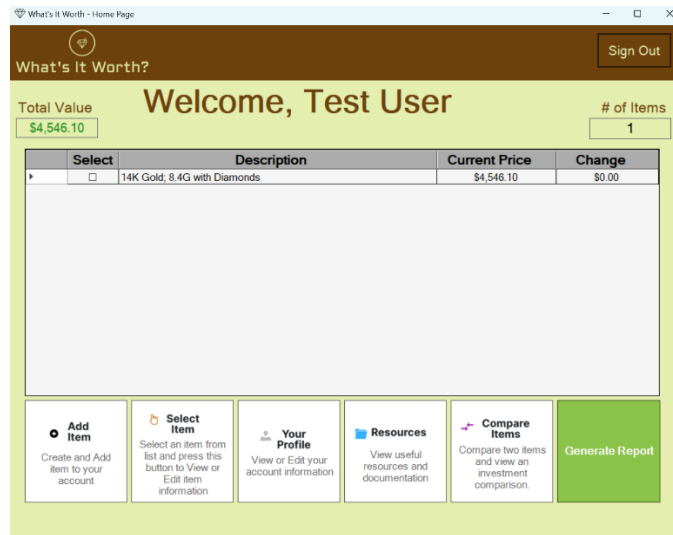 What's It Worth - Home Page
What's It Worth?
Sign Out
Total Value
$4,546.10
Welcome, Test User
# of Items
1
Select Description Current Price Change
14K Gold; 8.4G with Diamonds $4,546.10 $0.00
Add
Item
Create and Add
item to your
account
Select
Item
Select an item from
list and press this
button to View or
Edit item
information
Your
Profile
View or Edit your
account information
Resources
View useful
resources and
documentation
Compare
Items
Compare two items
and view an
investment
comparison.
Generate Report